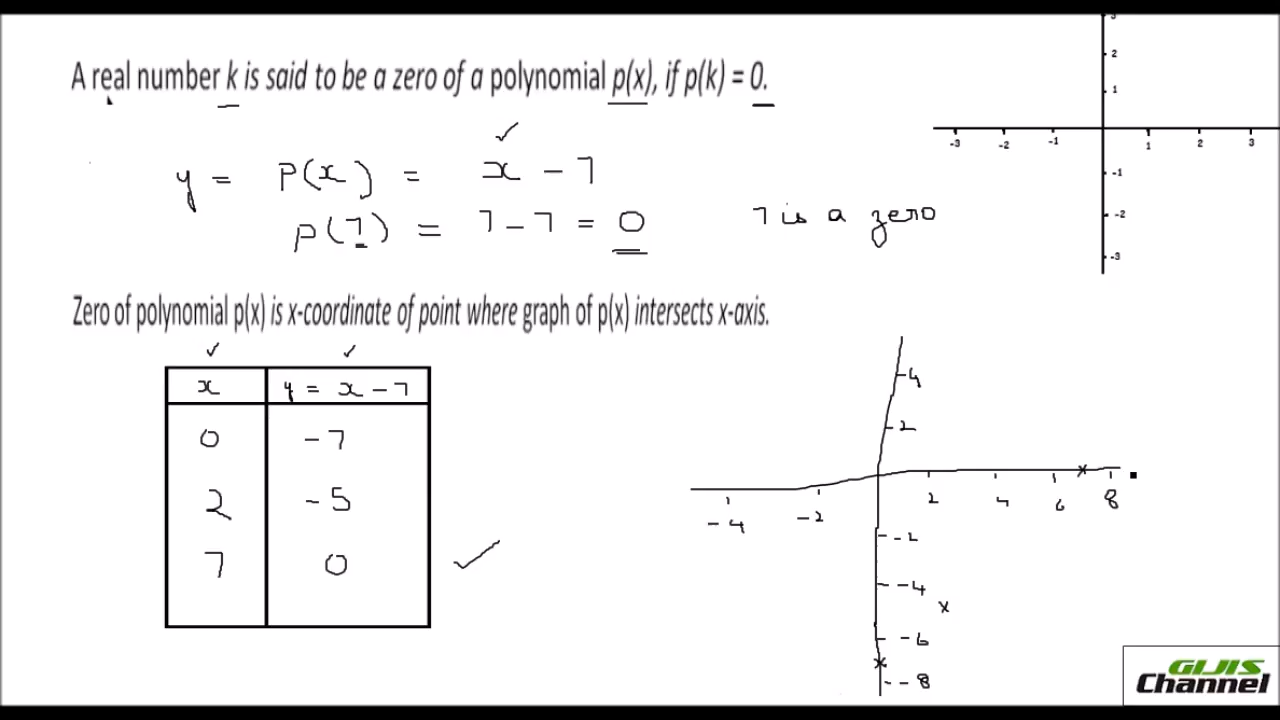 A real number k is said to be a zero of a polynomial p(x), if p(k) = 0.
3
2
1
-3 -2 -1 1 2 3
-1
-2
-3
y = P(x) = x - 7
P(7) = 7 - 7 = 0
7 is a zero
Zero of polynomial p(x) is x-coordinate of point where graph of p(x) intersects x-axis.
x y = x - 7
0 -7
2 -5
7 0
4
2
-4 -2 2 4 6 8
-2
-4
-6
-8
GIJIS
Channel